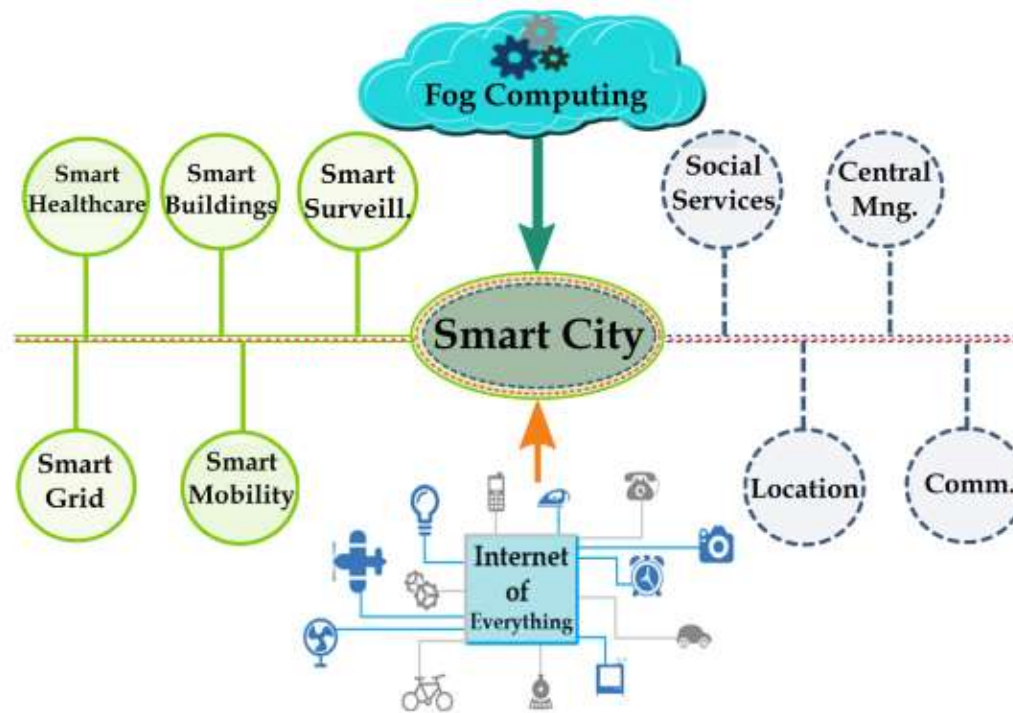 Fog Computing
Smart
Healthcare
Smart
Buildings
Smart
Surveill.
Social
Services
Central
Mng.
Smart City
Smart
Grid
Smart
Mobility
Location
Comm.
Internet
of
Everything